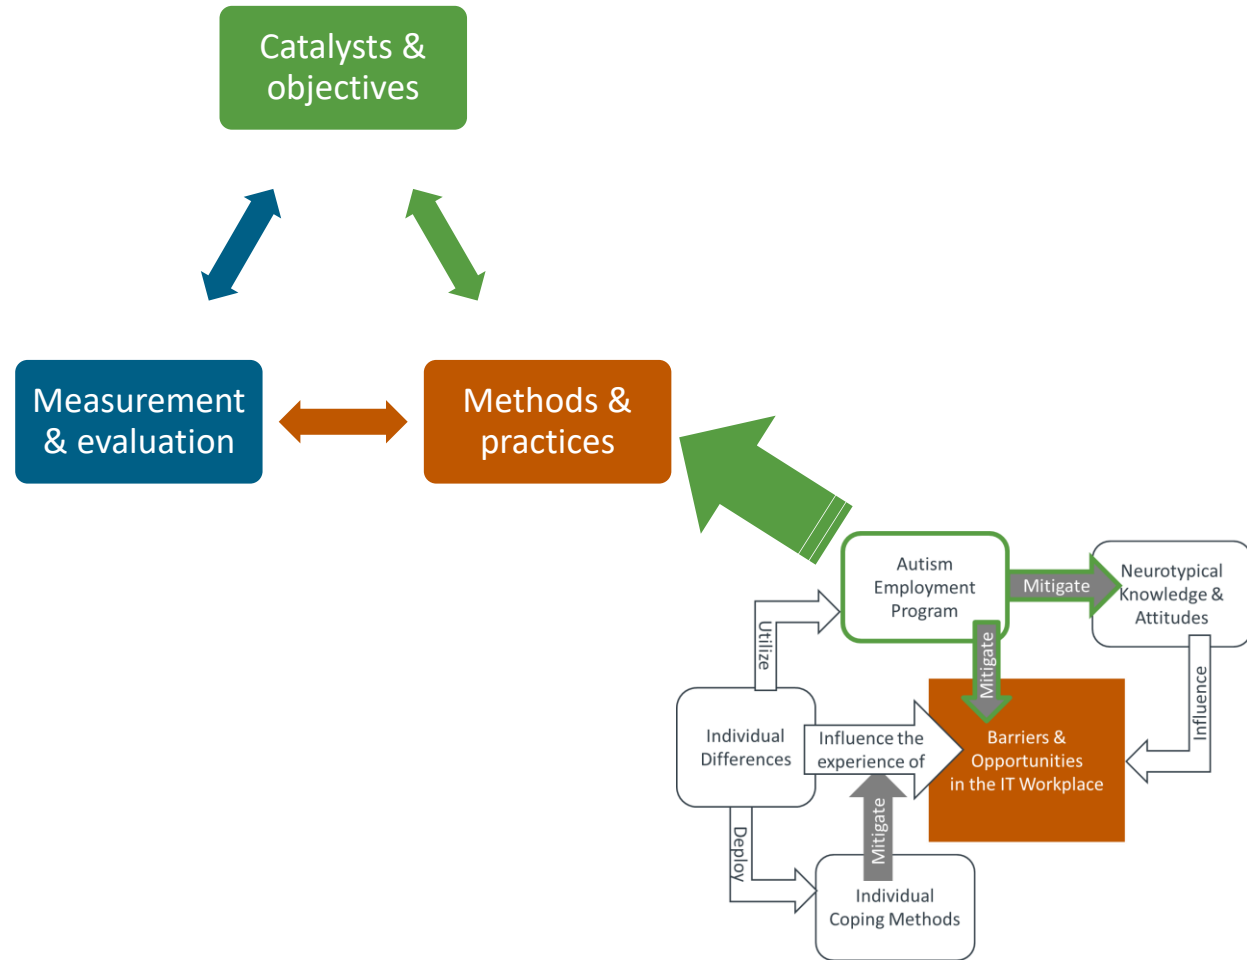 Catalysts &
objectives
Measurement
& evaluation
Methods &
practices
Autism
Employment
Program
Mitigate
Neurotypical
Knowledge &
Attitudes
Utilize
Mitigate
Influence
Individual
Differences
Influence the
experience of
Barriers &
Opportunities
in the IT Workplace
Deploy
Mitigate
Individual
Coping Methods